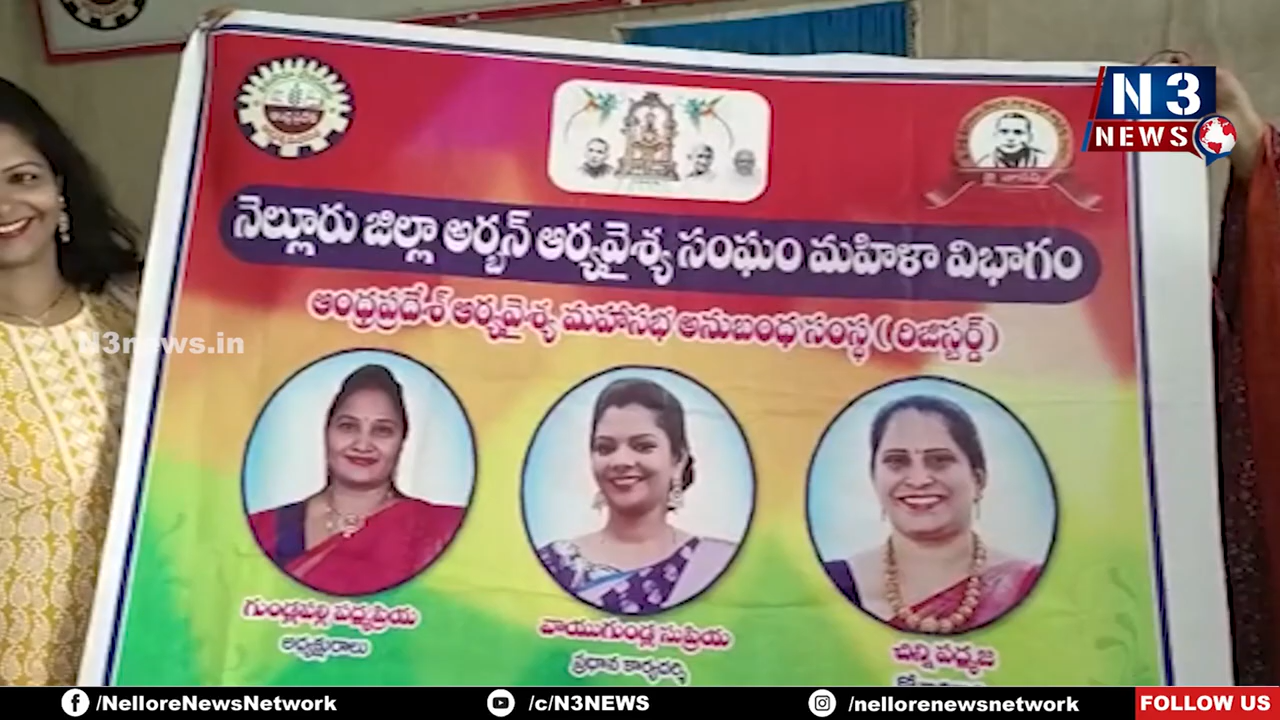 N3
NEWS
నెల్లూరు జిల్లా అర్బన్ ఆర్యవైశ్య సంఘం మహిళా విభాగం
ఆంధ్రప్రదేశ్ ఆర్యవైశ్య మహాసభ అనుబంధ సంస్థ (రిజిస్టర్డ్)
N3news.in
గుండ్లపల్లి పద్మప్రియ
అధ్యక్షురాలు
వాయుగుండ్ల సుప్రియ
ప్రధాన కార్యదర్శి
చిన్ని పద్మజ
/NelloreNewsNetwork
/c/N3NEWS
/nellorenewsnetwork
FOLLOW US